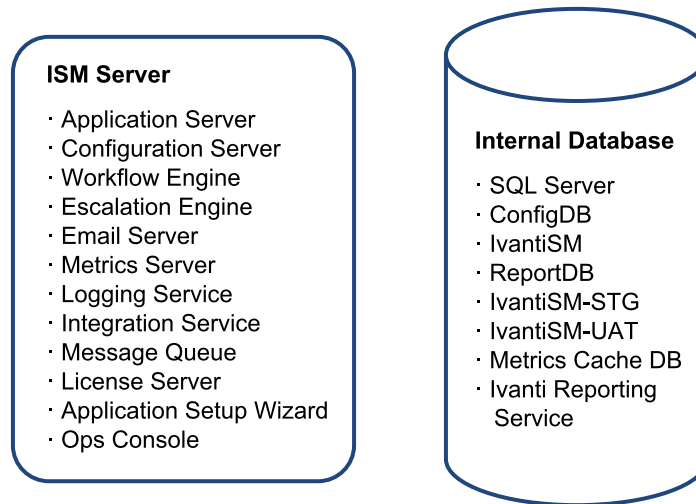 ISM Server
· Application Server
· Configuration Server
· Workflow Engine
· Escalation Engine
· Email Server
· Metrics Server
· Logging Service
· Integration Service
· Message Queue
· License Server
· Application Setup Wizard
· Ops Console
Internal Database
· SQL Server
· ConfigDB
· IvantiSM
· ReportDB
· IvantiSM-STG
· IvantiSM-UAT
· Metrics Cache DB
· Ivanti Reporting
Service